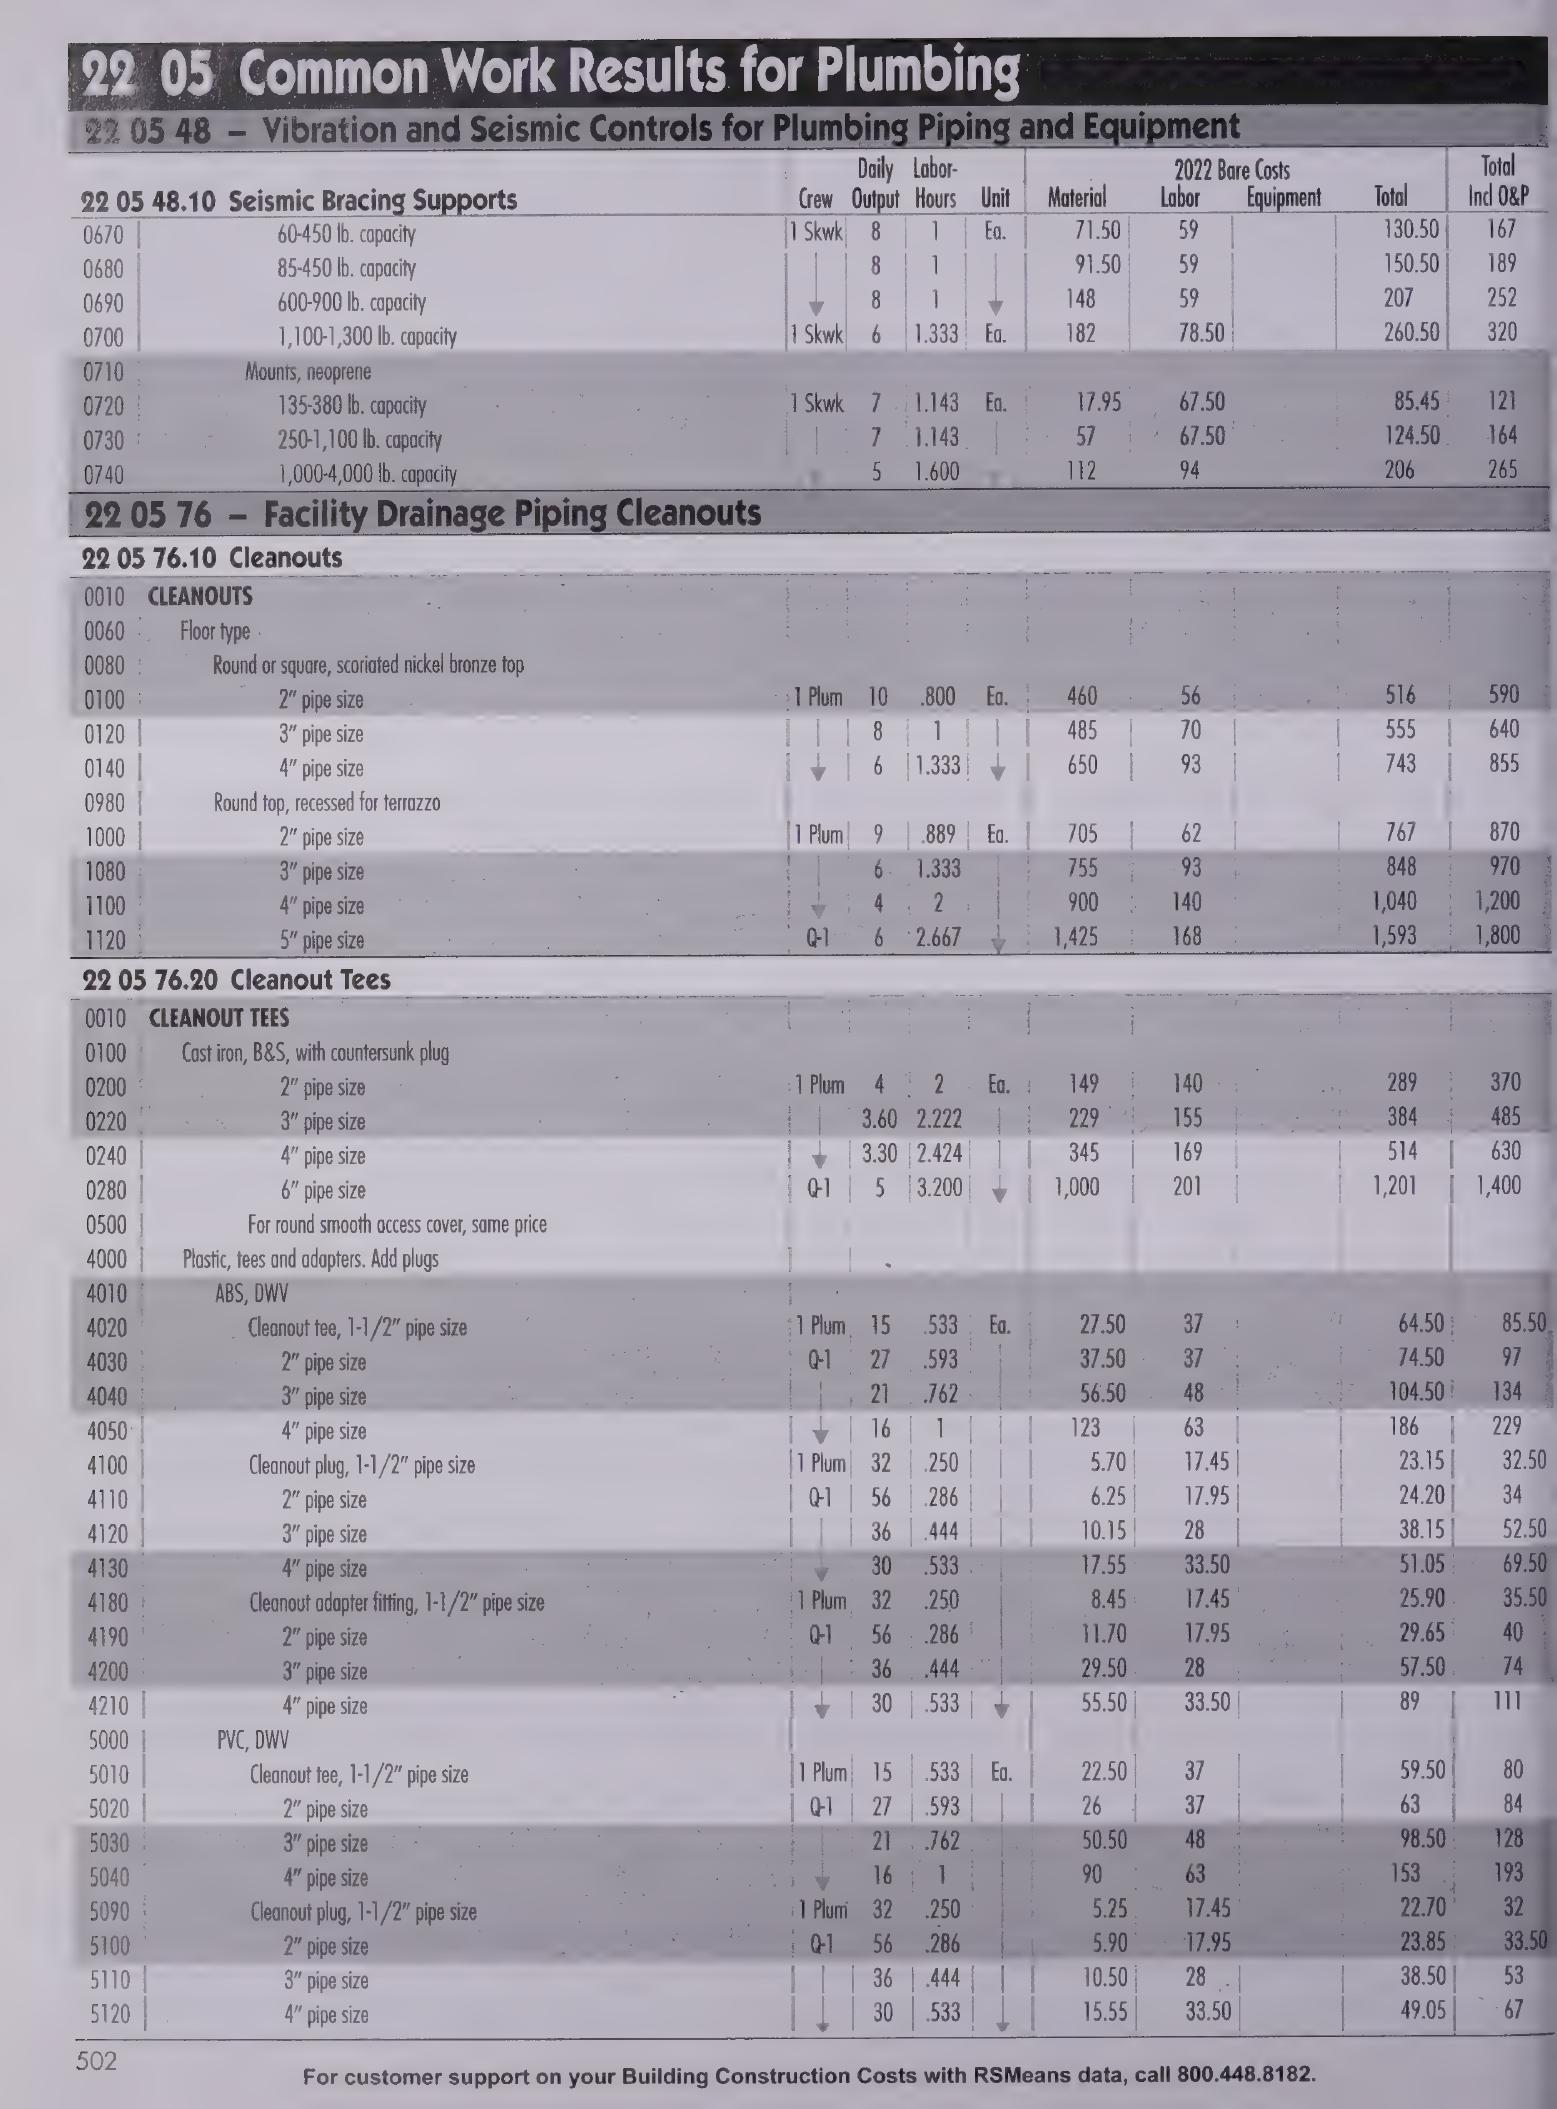 22 05 Common Work Results for Plumbing
22 05 48 – Vibration and Seismic Controls for Plumbing Piping and Equipment
22 05 48.10 Seismic Bracing Supports Crew Daily Output Labor-Hours Unit Material Labor 2022 Bare Costs Equipment Total Total Incl O&P
0670 60-450 lb. capacity 1 Skwk 8 1 Ea. 71.50 59 130.50 167
0680 85-450 lb. capacity 8 1 91.50 59 150.50 189
0690 600-900 lb. capacity 8 1 148 59 207 252
0700 1,100-1,300 lb. capacity 1 Skwk 6 1.333 Ea. 182 78.50 260.50 320
0710 Mounts, neoprene
0720 135-380 lb. capacity 1 Skwk 7 1.143 Ea. 17.95 67.50 85.45 121
0730 250-1,100 lb. capacity 7 1.143 57 67.50 124.50 164
0740 1,000-4,000 lb. capacity 5 1.600 112 94 206 265
22 05 76 – Facility Drainage Piping Cleanouts
22 05 76.10 Cleanouts
0010 CLEANOUTS
0060 Floor type
0080 Round or square, scoriated nickel bronze top
0100 2" pipe size 1 Plum 10 .800 Ea. 460 56 516 590
0120 3" pipe size 8 1 485 70 555 640
0140 4" pipe size 6 1.333 650 93 743 855
0980 Round top, recessed for terrazzo
1000 2" pipe size 1 Plum 9 .889 Ea. 705 62 767 870
1080 3" pipe size 6 1.333 755 93 848 970
1100 4" pipe size 4 2 900 140 1,040 1,200
1120 5" pipe size Q-1 6 2.667 1,425 168 1,593 1,800
22 05 76.20 Cleanout Tees
0010 CLEANOUT TEES
0100 Cast iron, B&S, with countersunk plug
0200 2" pipe size 1 Plum 4 2 Ea. 149 140 289 370
0220 3" pipe size 3.60 2.222 229 155 384 485
0240 4" pipe size 3.30 2.424 345 169 514 630
0280 6" pipe size Q-1 5 3.200 1,000 201 1,201 1,400
0500 For round smooth access cover, same price
4000 Plastic, tees and adapters. Add plugs
4010 ABS, DWV
4020 Cleanout tee, 1-1/2" pipe size 1 Plum 15 .533 Ea. 27.50 37 64.50 85.50
4030 2" pipe size Q-1 27 .593 37.50 37 74.50 97
4040 3" pipe size 21 .762 56.50 48 104.50 134
4050 4" pipe size 16 1 123 63 186 229
4100 Cleanout plug, 1-1/2" pipe size 1 Plum 32 .250 5.70 17.45 23.15 32.50
4110 2" pipe size Q-1 56 .286 6.25 17.95 24.20 34
4120 3" pipe size 36 .444 10.15 28 38.15 52.50
4130 4" pipe size 30 .533 17.55 33.50 51.05 69.50
4180 Cleanout adapter fitting, 1-1/2" pipe size 1 Plum 32 .250 8.45 17.45 25.90 35.50
4190 2" pipe size Q-1 56 .286 11.70 17.95 29.65 40
4200 3" pipe size 36 .444 29.50 28 57.50 74
4210 4" pipe size 30 .533 55.50 33.50 89 111
5000 PVC, DWV
5010 Cleanout tee, 1-1/2" pipe size 1 Plum 15 .533 Ea. 22.50 37 59.50 80
5020 2" pipe size Q-1 27 .593 26 37 63 84
5030 3" pipe size 21 .762 50.50 48 98.50 128
5040 4" pipe size 16 1 90 63 153 193
5090 Cleanout plug, 1-1/2" pipe size 1 Plum 32 .250 5.25 17.45 22.70 32
5100 2" pipe size Q-1 56 .286 5.90 17.95 23.85 33.50
5110 3" pipe size 36 .444 10.50 28 38.50 53
5120 4" pipe size 30 .533 15.55 33.50 49.05 67
502
For customer support on your Building Construction Costs with RSMeans data, call 800.448.8182.